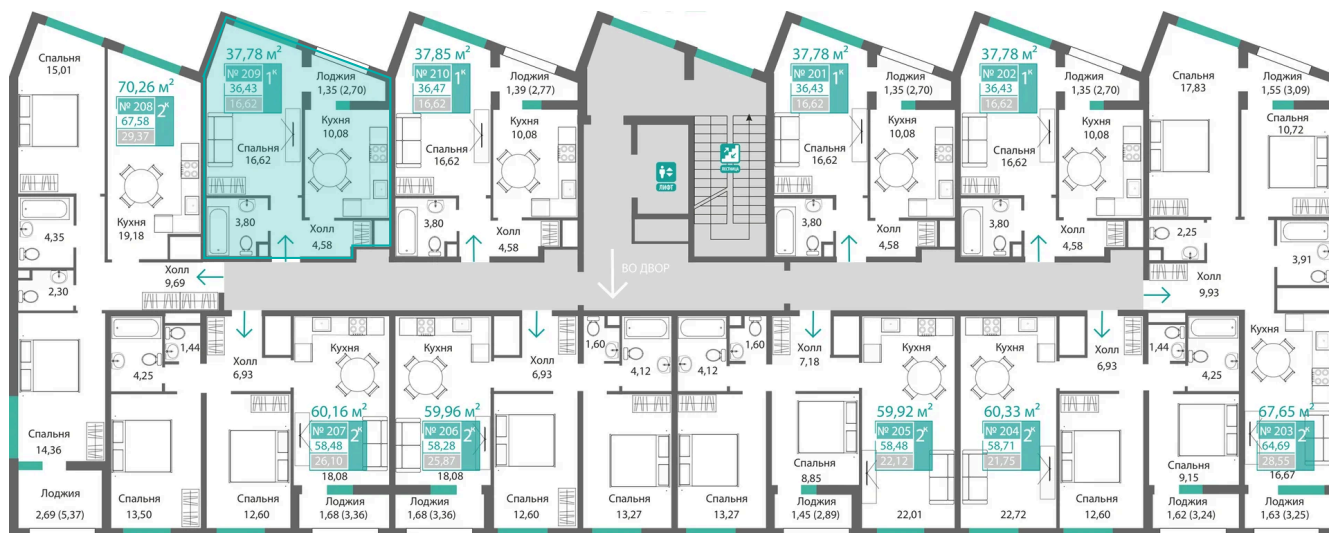 Спальня
15,01
70,26 м²
№ 208
2ᴷ
67,58
29,37
Кухня
19,18
4,35
2,30
Холл
9,69
Спальня
14,36
Лоджия
2,69 (5,37)
37,78 м²
№ 209
1ᴷ
36,43
16,62
Лоджия
1,35 (2,70)
Кухня
10,08
Спальня
16,62
3,80
Холл
4,58
37,85 м²
№ 210
1ᴷ
36,47
16,62
Лоджия
1,39 (2,77)
Кухня
10,08
Спальня
16,62
3,80
Холл
4,58
ЛИФТ
ЛЕСТНИЦА
ВО ДВОР
37,78 м²
№ 201
1ᴷ
36,43
16,62
Лоджия
1,35 (2,70)
Кухня
10,08
Спальня
16,62
3,80
Холл
4,58
37,78 м²
№ 202
1ᴷ
36,43
16,62
Лоджия
1,35 (2,70)
Кухня
10,08
Спальня
16,62
3,80
Холл
4,58
Спальня
17,83
Лоджия
1,55 (3,09)
Спальня
10,72
2,25
3,91
Холл
9,93
Кухня
67,65 м²
№ 203
2ᴷ
64,69
28,55
16,67
Лоджия
1,63 (3,25)
1,44
4,25
Холл
6,93
Кухня
60,16 м²
№ 207
2ᴷ
58,48
26,10
18,08
Спальня
13,50
Спальня
12,60
Лоджия
1,68 (3,36)
Кухня
59,96 м²
№ 206
2ᴷ
58,28
25,87
18,08
Лоджия
1,68 (3,36)
Холл
6,93
1,60
4,12
Спальня
12,60
Спальня
13,27
4,12
1,60
Холл
7,18
Спальня
13,27
Спальня
8,85
Лоджия
1,45 (2,89)
Кухня
59,92 м²
№ 205
2ᴷ
58,48
22,12
22,01
Кухня
60,33 м²
№ 204
2ᴷ
58,71
21,75
22,72
Холл
6,93
1,44
4,25
Спальня
12,60
Спальня
9,15
Лоджия
1,62 (3,24)